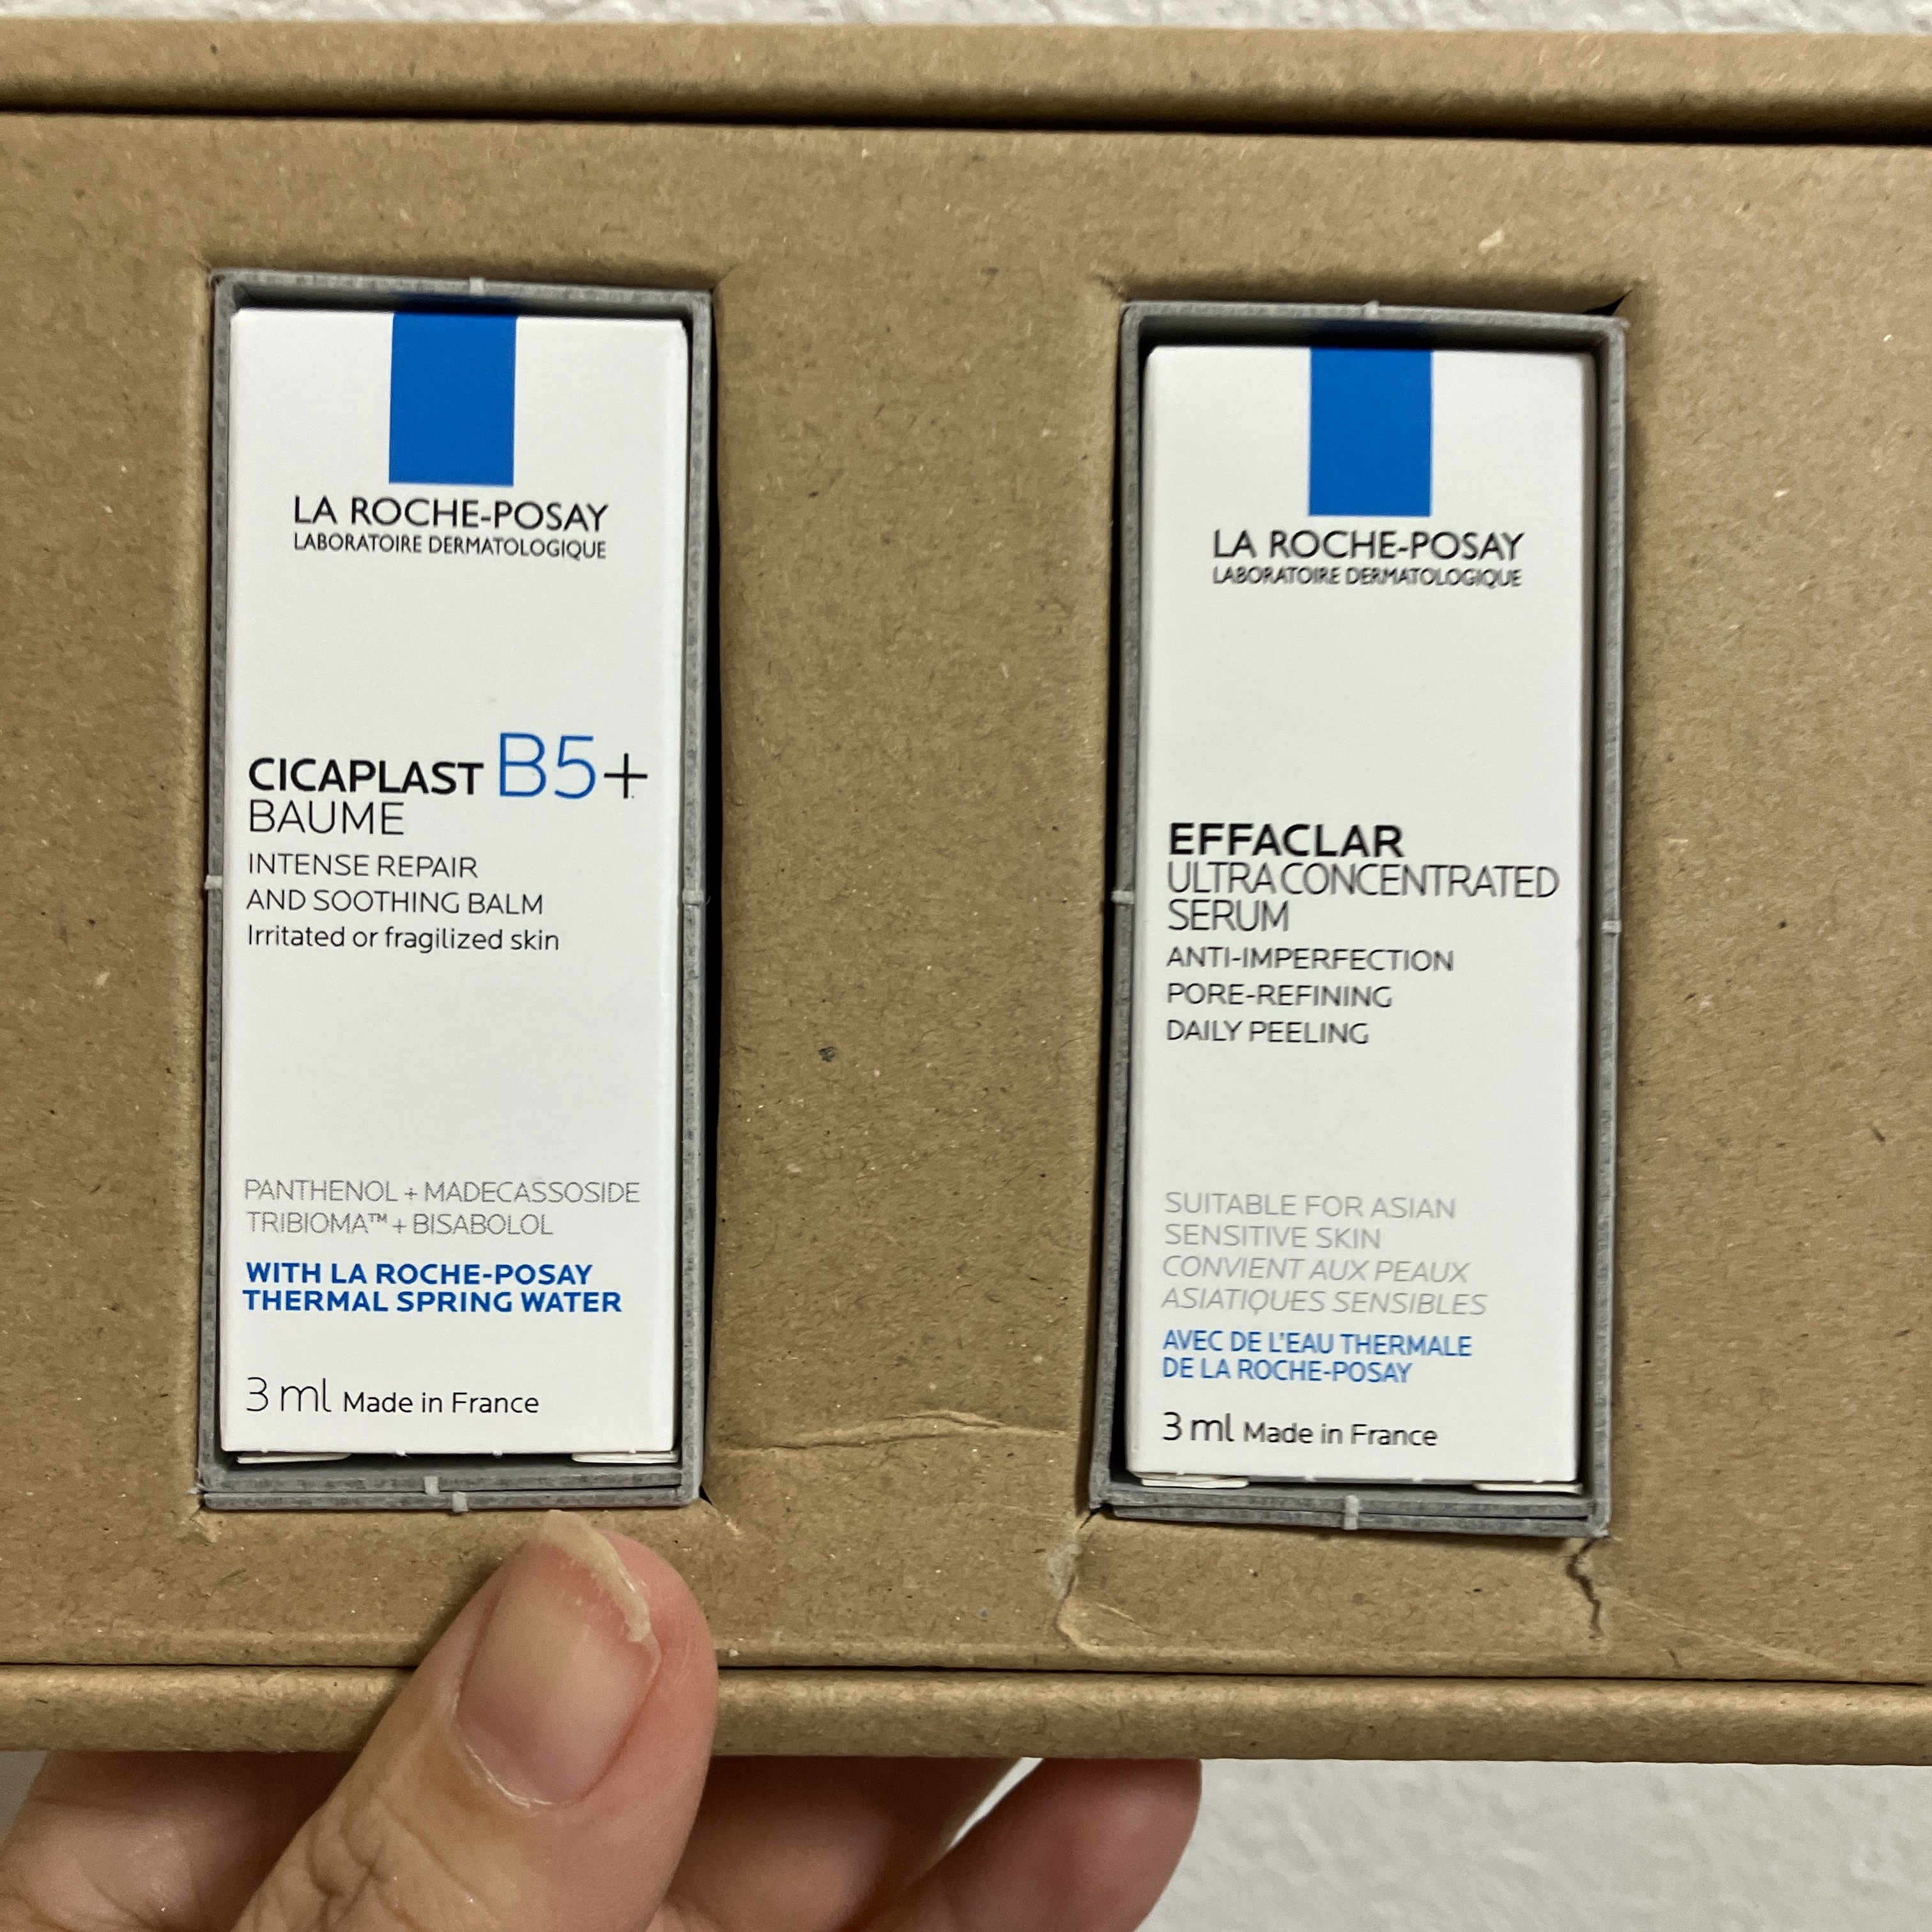 LA ROCHE-POSAY
LABORATOIRE DERMATOLOGIQUE
CICAPLAST B5+
BAUME
INTENSE REPAIR
AND SOOTHING BALM
Irritated or fragilized skin
PANTHENOL + MADECASSOSIDE
TRIBIOMA™ + BISABOLOL
WITH LA ROCHE-POSAY
THERMAL SPRING WATER
3 ml Made in France
LA ROCHE-POSAY
LABORATOIRE DERMATOLOGIQUE
EFFACLAR
ULTRA CONCENTRATED
SERUM
ANTI-IMPERFECTION
PORE-REFINING
DAILY PEELING
SUITABLE FOR ASIAN
SENSITIVE SKIN
CONVIENT AUX PEAUX
ASIATIQUES SENSIBLES
AVEC DE L'EAU THERMALE
DE LA ROCHE-POSAY
3 ml Made in France